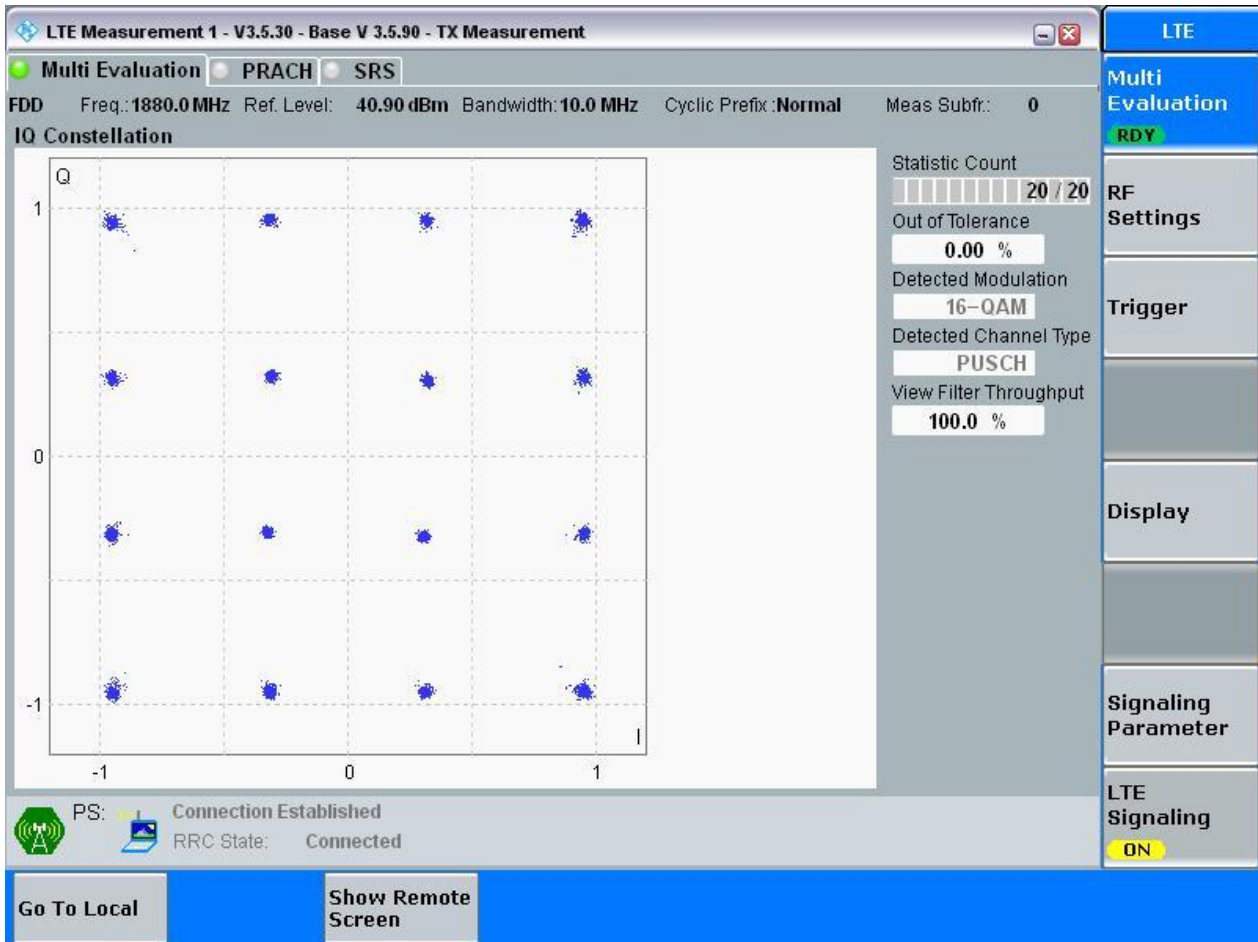 LTE Measurement 1 - V3.5.30 - Base V 3.5.90 - TX Measurement
Multi Evaluation PRACH SRS
FDD Freq.: 1880.0 MHz Ref. Level: 40.90 dBm Bandwidth: 10.0 MHz Cyclic Prefix :Normal Meas Subfr.: 0
IQ Constellation
Q
1
0
-1
I
-1 0 1
Statistic Count
20 / 20
Out of Tolerance
0.00 %
Detected Modulation
16-QAM
Detected Channel Type
PUSCH
View Filter Throughput
100.0 %
PS: Connection Established
RRC State: Connected
LTE
Multi
Evaluation
RDY
RF
Settings
Trigger
Display
Signaling
Parameter
LTE
Signaling
ON
Go To Local
Show Remote
Screen